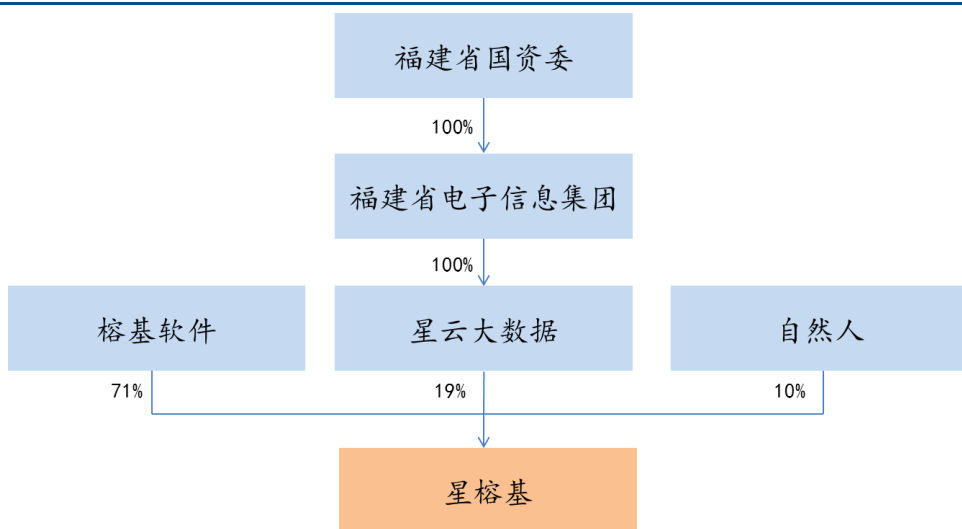 福建省国资委
100%
福建省电子信息集团
100%
榕基软件
星云大数据
自然人
71%
19%
10%
星榕基